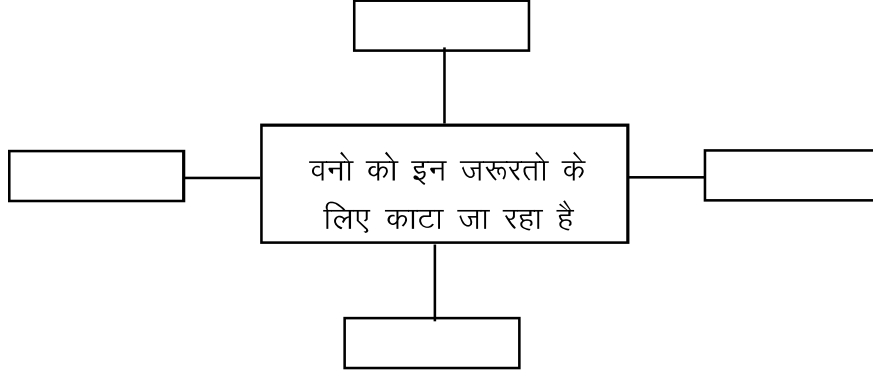 वनो को इन जरूरतो के
लिए काटा जा रहा है